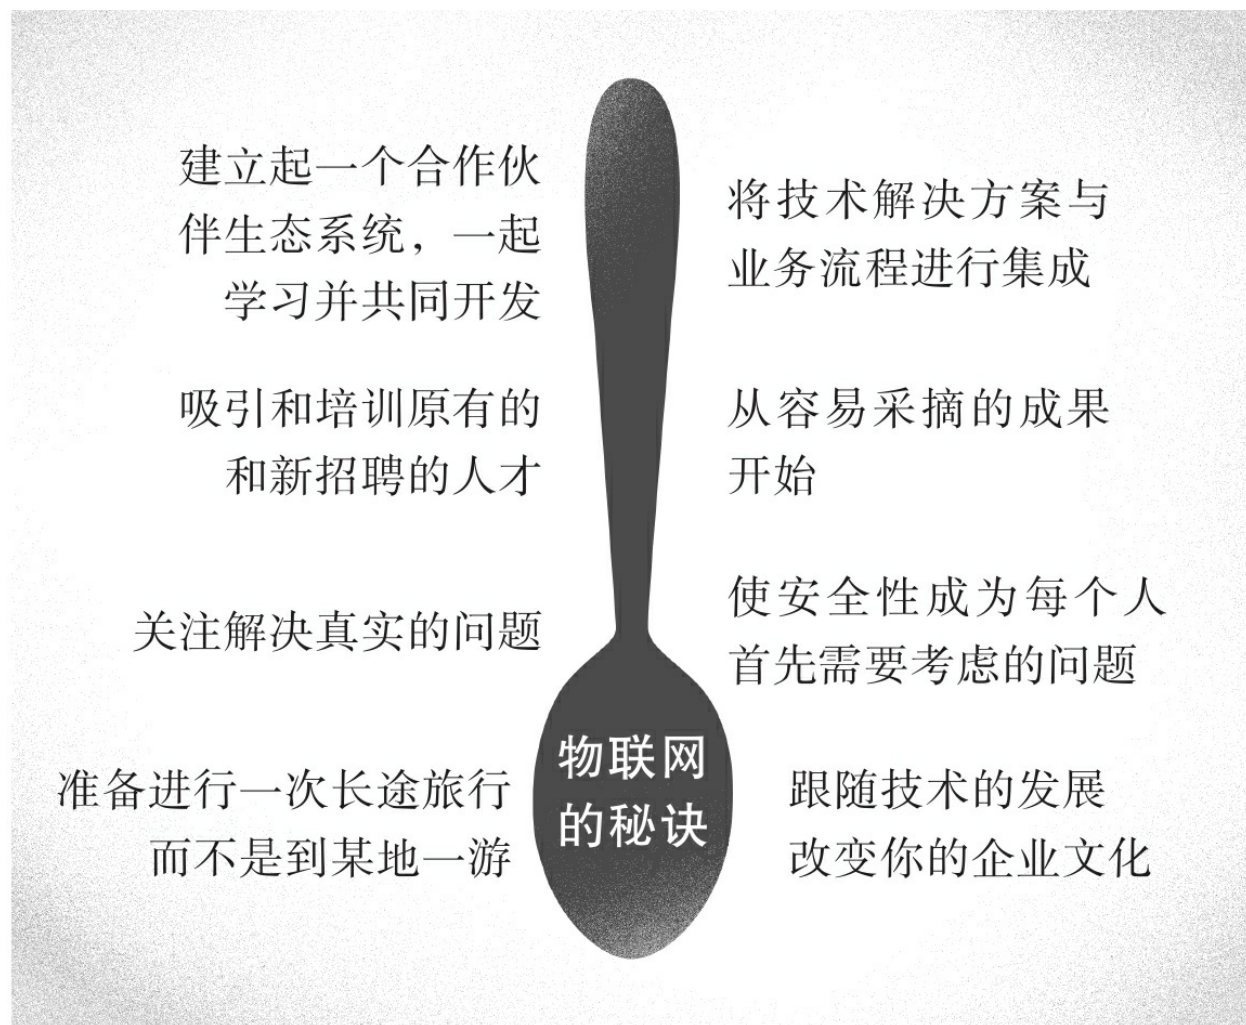 建立起一个合作伙
伴生态系统，一起
学习并共同开发
将技术解决方案与
业务流程进行集成
吸引和培训原有的
和新招聘的人才
从容易采摘的成果
开始
关注解决真实的问题
使安全性成为每个人
首先需要考虑的问题
物联网
的秘诀
准备进行一次长途旅行
而不是到某地一游
跟随技术的发展
改变你的企业文化